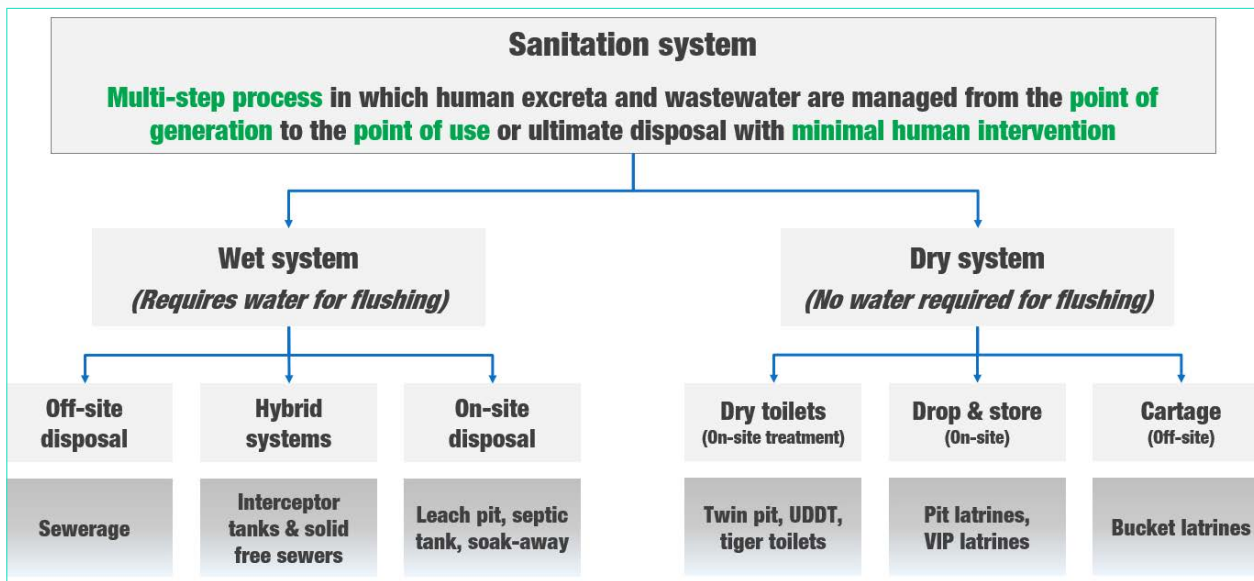 Sanitation system
Multi-step process in which human excreta and wastewater are managed from the point of
generation to the point of use or ultimate disposal with minimal human intervention
Wet system
(Requires water for flushing)
Dry system
(No water required for flushing)
Off-site
disposal
Hybrid
systems
On-site
disposal
Dry toilets
(On-site treatment)
Drop & store
(On-site)
Cartage
(Off-site)
Sewerage
Interceptor
tanks & solid
free sewers
Leach pit, septic
tank, soak-away
Twin pit, UDDT,
tiger toilets
Pit latrines,
VIP latrines
Bucket latrines